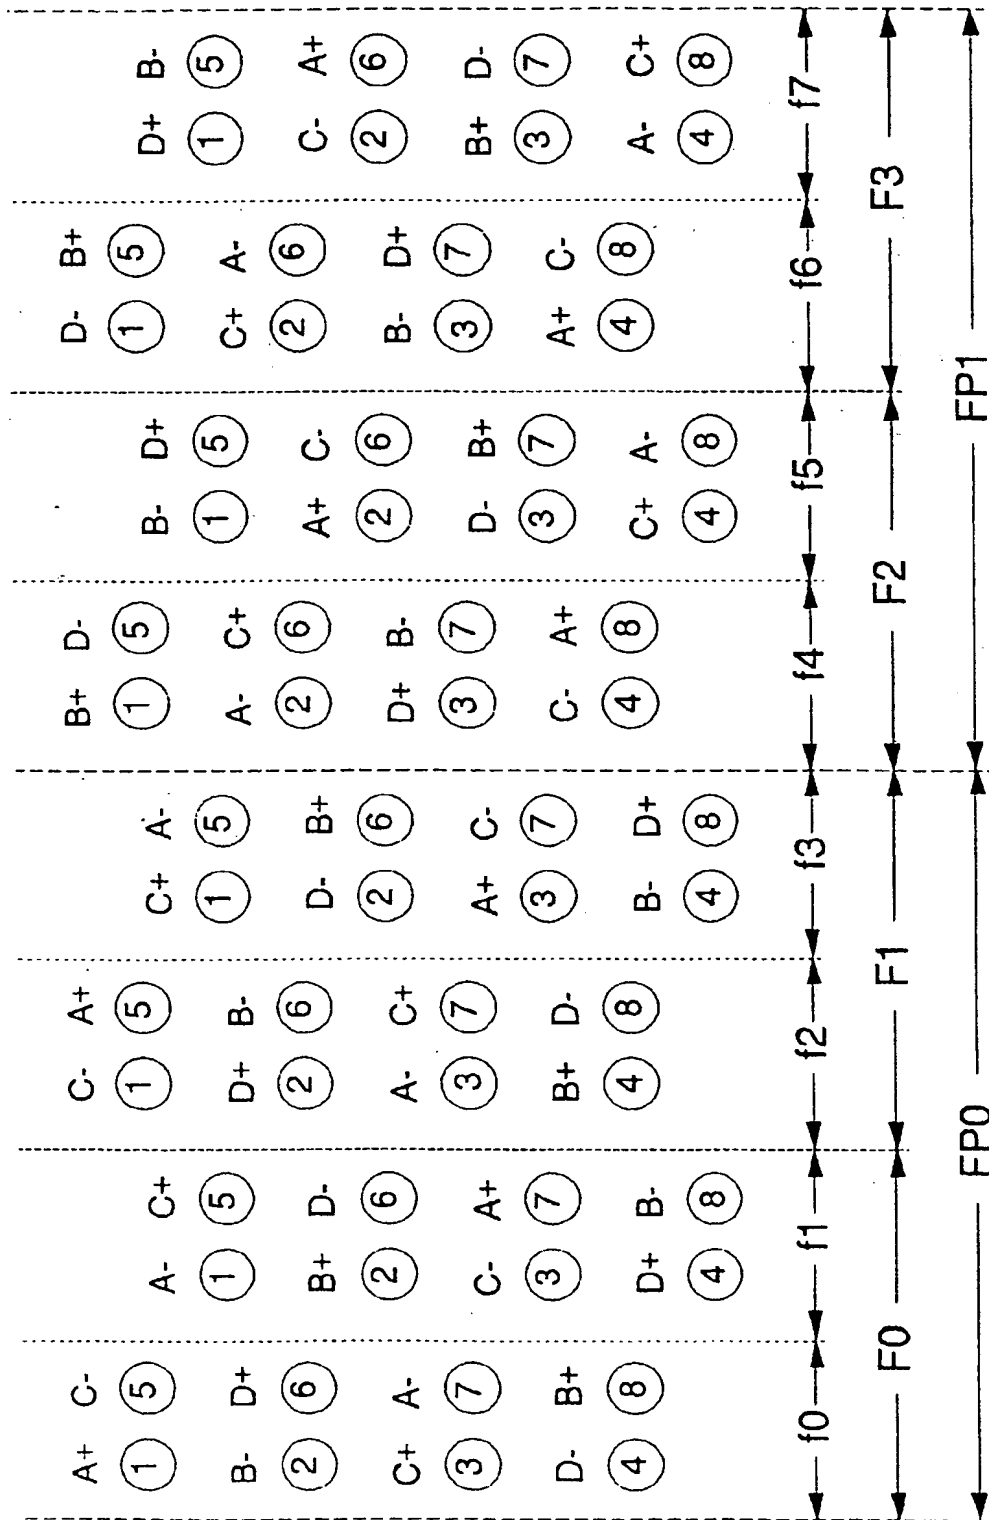 A+ C- C- A+ B+ D- D- B+
1 5 1 5 1 5 1 5
A- C+ C+ A- B- D+ D+ B-
1 5 1 5 1 5 1 5
B- D+ D+ B- A- C+ C+ A-
2 6 2 6 2 6 2 6
B+ D- D- B+ A+ C- C- A+
2 6 2 6 2 6 2 6
C+ A- A- C+ D+ B- B- D+
3 7 3 7 3 7 3 7
C- A+ A+ C- D- B+ B+ D-
3 7 3 7 3 7 3 7
D- B+ B+ D- C- A+ A+ C-
4 8 4 8 4 8 4 8
D+ B- B- D+ C+ A- A- C+
4 8 4 8 4 8 4 8
f0 f1 f2 f3 f4 f5 f6 f7
F0 F1 F2 F3
FP0 FP1